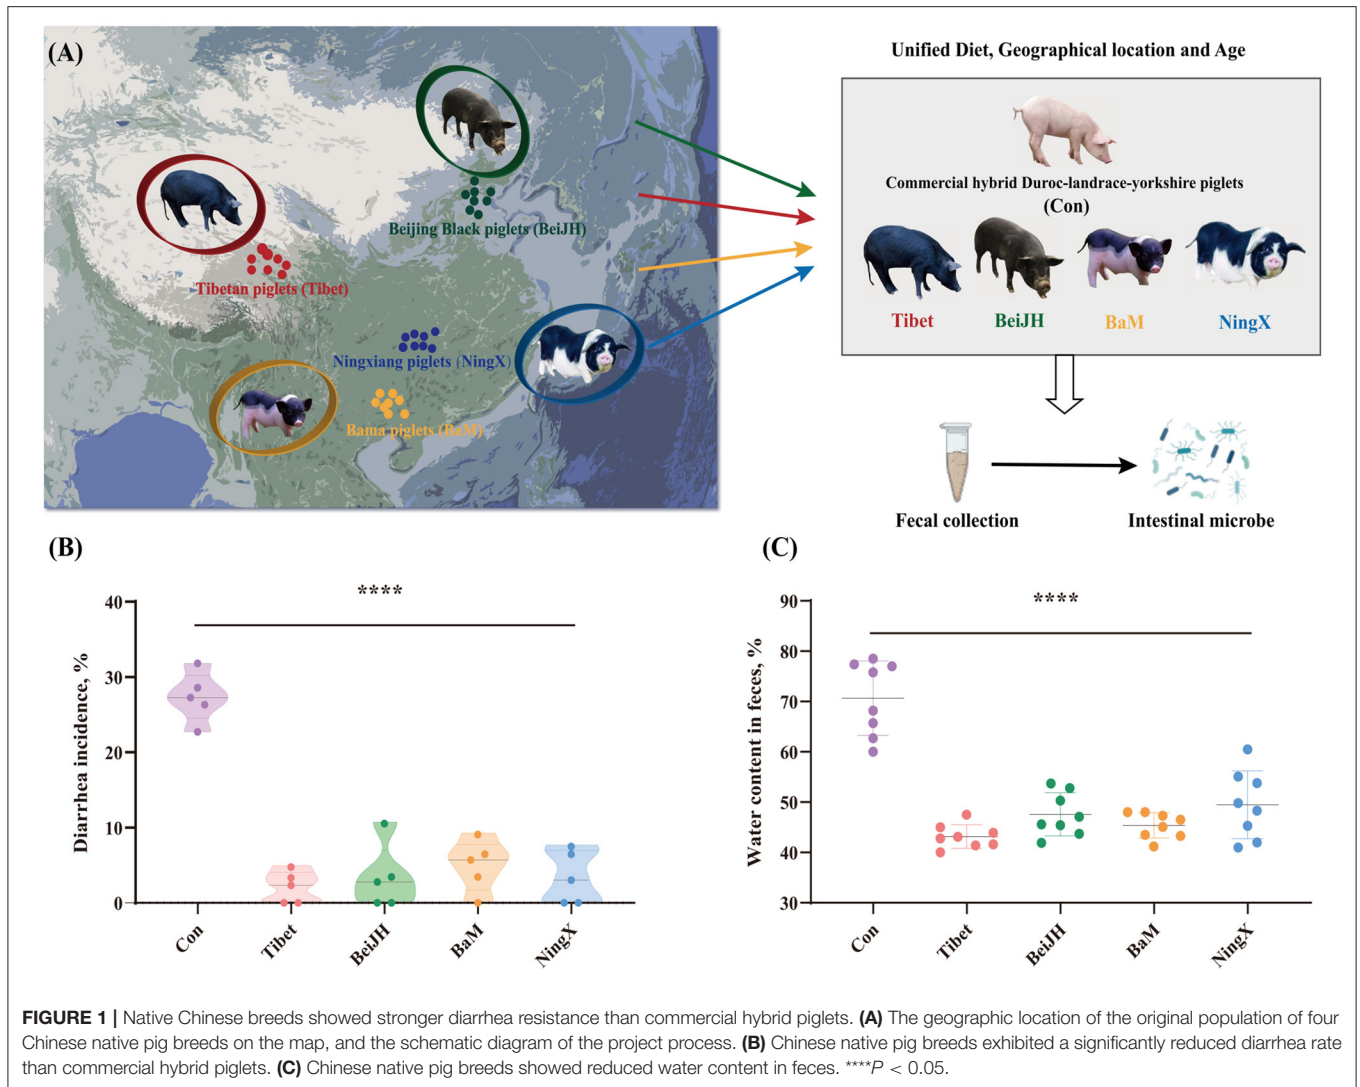 (A)
Beijing Black piglets (BeiJH)
Tibetan piglets (Tibet)
Ningxiang piglets (NingX)
Bama piglets (BaM)
Unified Diet, Geographical location and Age
Commercial hybrid Duroc-landrace-yorkshire piglets
(Con)
Tibet BeiJH BaM NingX
Fecal collection Intestinal microbe
(B)
****
Diarrhea incidence, %
40
30
20
10
0
Con Tibet BeiJH BaM NingX
(C)
****
Water content in feces, %
90
80
70
60
50
40
30
Con Tibet BeiJH BaM NingX
FIGURE 1 | Native Chinese breeds showed stronger diarrhea resistance than commercial hybrid piglets. (A) The geographic location of the original population of four
Chinese native pig breeds on the map, and the schematic diagram of the project process. (B) Chinese native pig breeds exhibited a significantly reduced diarrhea rate
than commercial hybrid piglets. (C) Chinese native pig breeds showed reduced water content in feces. ****P < 0.05.